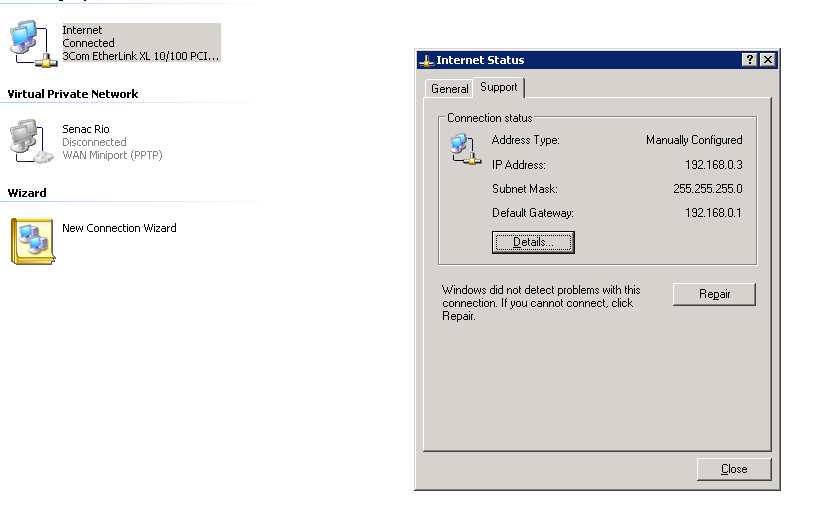 Internet
Connected
3Com EtherLink XL 10/100 PCI...
Virtual Private Network
Senac Rio
Disconnected
WAN Miniport (PPTP)
Wizard
New Connection Wizard
Internet Status
General
Support
Connection status
Address Type: Manually Configured
IP Address: 192.168.0.3
Subnet Mask: 255.255.255.0
Default Gateway: 192.168.0.1
Details...
Windows did not detect problems with this
connection. If you cannot connect, click
Repair.
Repair
Close